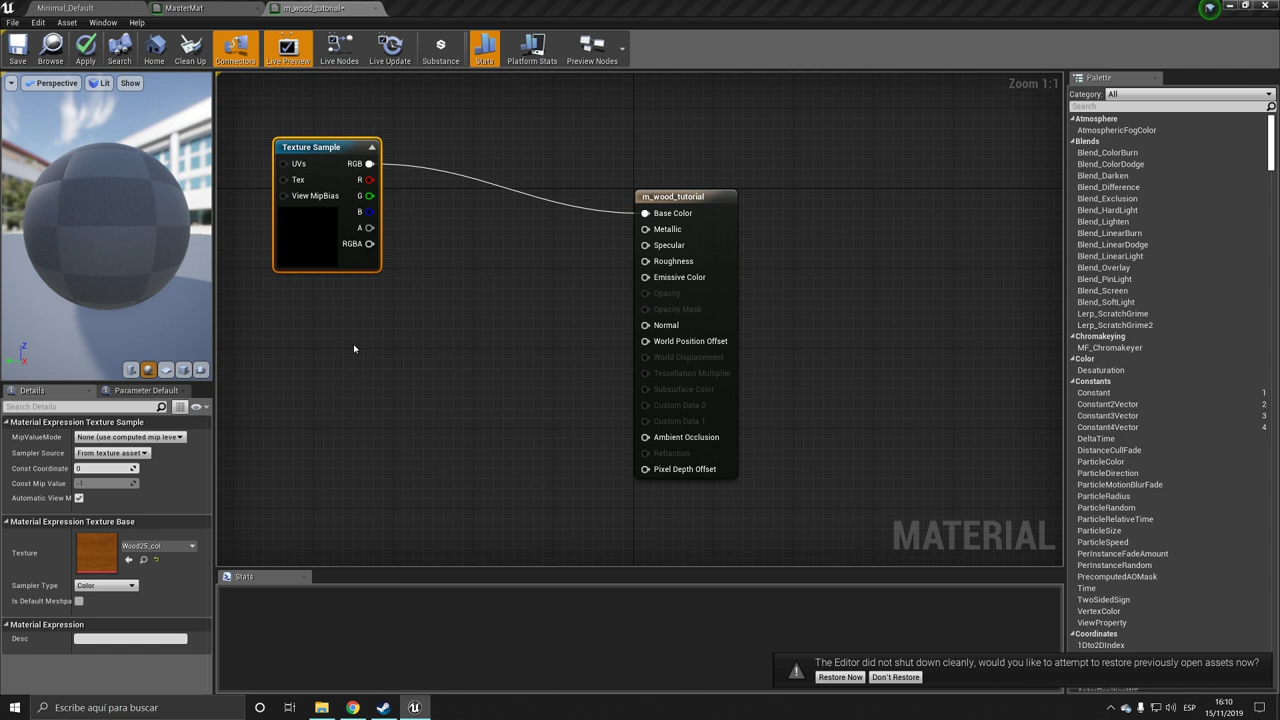 Minimal_Default
MasterMat
m_wood_tutorial*
File Edit Asset Window Help
Save Browse Apply Search Home Clean Up Connectors Live Preview Live Nodes Live Update Substance Stats Platform Stats Preview Nodes
Perspective Lit Show
Zoom 1:1
Texture Sample
UVs RGB
Tex R
View MipBias G
B
A
RGBA
m_wood_tutorial
Base Color
Metallic
Specular
Roughness
Emissive Color
Opacity
Opacity Mask
Normal
World Position Offset
World Displacement
Tessellation Multiplier
Subsurface Color
Custom Data 0
Custom Data 1
Ambient Occlusion
Refraction
Pixel Depth Offset
MATERIAL
Z
X
Details Parameter Default
Search Details
Material Expression Texture Sample
MipValueMode None (use computed mip leve
Sampler Source From texture asset
Const Coordinate 0
Const Mip Value -1
Automatic View M
Material Expression Texture Base
Texture Wood25_col
Sampler Type Color
Is Default Meshpa
Material Expression
Desc
Stats
Palette
Category: All
Search
Atmosphere
AtmosphericFogColor
Blends
Blend_ColorBurn
Blend_ColorDodge
Blend_Darken
Blend_Difference
Blend_Exclusion
Blend_HardLight
Blend_Lighten
Blend_LinearBurn
Blend_LinearDodge
Blend_LinearLight
Blend_Overlay
Blend_PinLight
Blend_Screen
Blend_SoftLight
Lerp_ScratchGrime
Lerp_ScratchGrime2
Chromakeying
MF_Chromakeyer
Color
Desaturation
Constants
Constant 1
Constant2Vector 2
Constant3Vector 3
Constant4Vector 4
DeltaTime
DistanceCullFade
ParticleColor
ParticleDirection
ParticleMotionBlurFade
ParticleRadius
ParticleRandom
ParticleRelativeTime
ParticleSize
ParticleSpeed
PerInstanceFadeAmount
PerInstanceRandom
PrecomputedAOMask
Time
TwoSidedSign
VertexColor
ViewProperty
Coordinates
1Dto2DIndex
The Editor did not shut down cleanly, would you like to attempt to restore previously open assets now?
Restore Now Don't Restore
Escribe aquí para buscar
ESP
16:10
15/11/2019